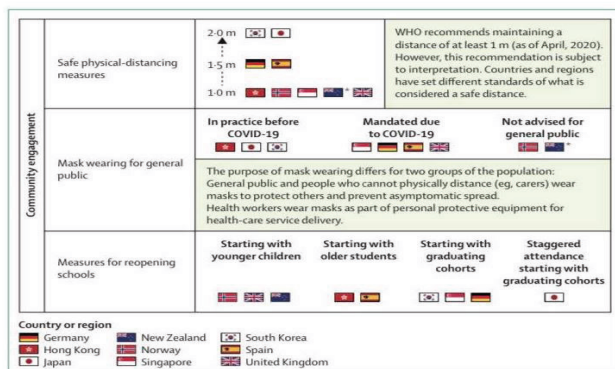 Community engagement
Safe physical-distancing
measures
2·0 m
1·5 m
1·0 m
*
WHO recommends maintaining a
distance of at least 1 m (as of April, 2020).
However, this recommendation is subject
to interpretation. Countries and regions
have set different standards of what is
considered a safe distance.
Mask wearing for general
public
In practice before
COVID-19
Mandated due
to COVID-19
Not advised for
general public
*
The purpose of mask wearing differs for two groups of the population:
General public and people who cannot physically distance (eg, carers) wear
masks to protect others and prevent asymptomatic spread.
Health workers wear masks as part of personal protective equipment for
health-care service delivery.
Measures for reopening
schools
Starting with
younger children
Starting with
older students
Starting with
graduating
cohorts
Staggered
attendance
starting with
graduating cohorts
Country or region
Germany
New Zealand
South Korea
Hong Kong
Norway
Spain
Japan
Singapore
United Kingdom